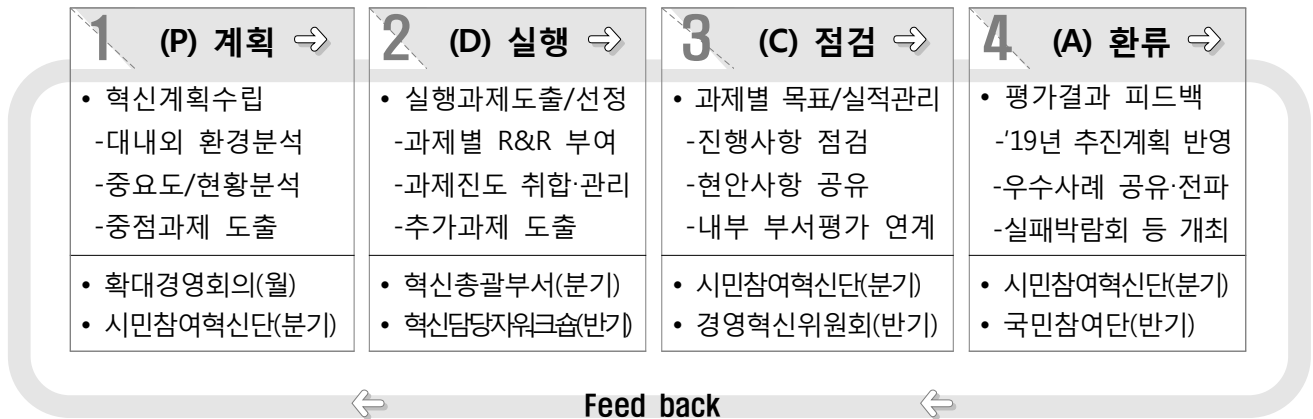 1 (P) 계획
• 혁신계획수립
-대내외 환경분석
-중요도/현황분석
-중점과제 도출
• 확대경영회의(월)
• 시민참여혁신단(분기)
2 (D) 실행
• 실행과제도출/선정
-과제별 R&R 부여
-과제진도 취합·관리
-추가과제 도출
• 혁신총괄부서(분기)
• 혁신담당자워크숍(반기)
3 (C) 점검
• 과제별 목표/실적관리
-진행사항 점검
-현안사항 공유
-내부 부서평가 연계
• 시민참여혁신단(분기)
• 경영혁신위원회(반기)
4 (A) 환류
• 평가결과 피드백
-'19년 추진계획 반영
-우수사례 공유·전파
-실패박람회 등 개최
• 시민참여혁신단(분기)
• 국민참여단(반기)
Feed back